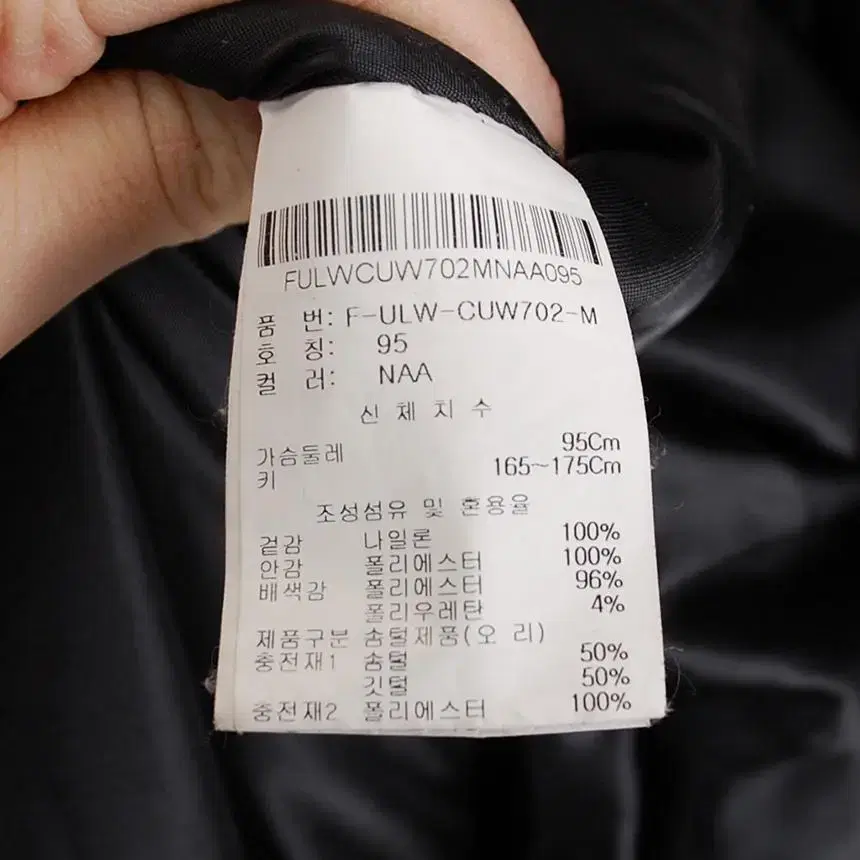 FULWCUW702MNAA095
품 번: F-ULW-CUW702-M
호 칭: 95
컬 러: NAA
신 체 치 수
가슴둘레 95Cm
키 165~175Cm
조성섬유 및 혼용율
겉감 나일론 100%
안감 폴리에스터 100%
배색감 폴리에스터 96%
폴리우레탄 4%
제품구분 솜털제품(오 리)
충전재1 솜털 50%
깃털 50%
충전재2 폴리에스터 100%